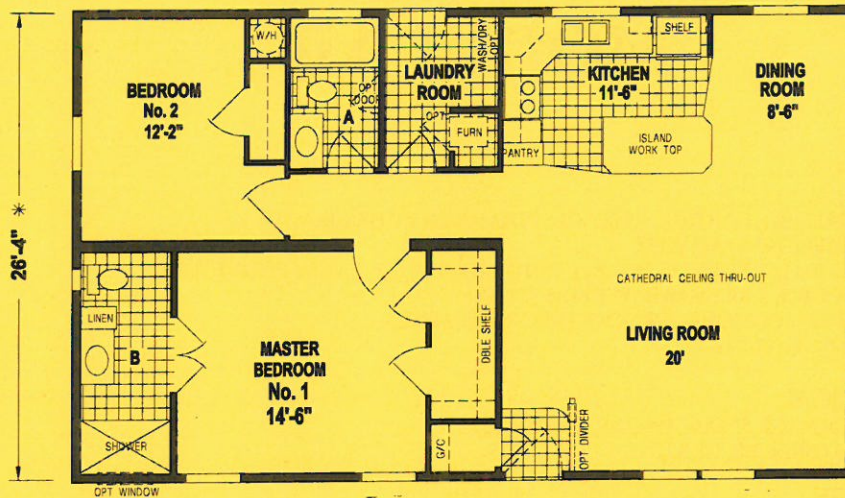 26'-4" *
W/H
BEDROOM
No. 2
12'-2"
OPT
DOOR
A
LAUNDRY
ROOM
WASH/DRY
OPT
OPT
FURN
SHELF
KITCHEN
11'-6"
PANTRY
ISLAND
WORK TOP
DINING
ROOM
8'-6"
LINEN
B
SHOWER
OPT WINDOW
MASTER
BEDROOM
No. 1
14'-6"
DBLE SHELF
G/C
OPT DIVIDER
CATHEDRAL CEILING THRU-OUT
LIVING ROOM
20'